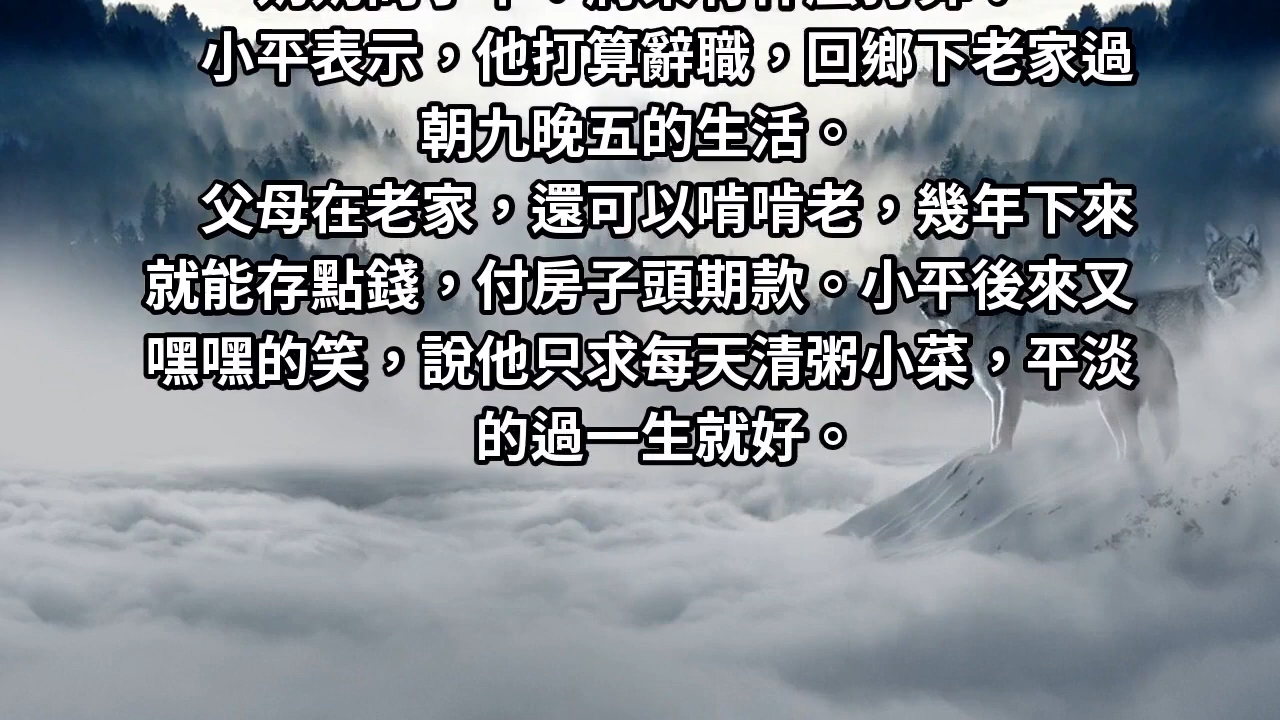 小平表示，他打算辭職，回鄉下老家過
朝九晚五的生活。
父母在老家，還可以啃啃老，幾年下來
就能存點錢，付房子頭期款。小平後來又
嘿嘿的笑，說他只求每天清粥小菜，平淡
的過一生就好。